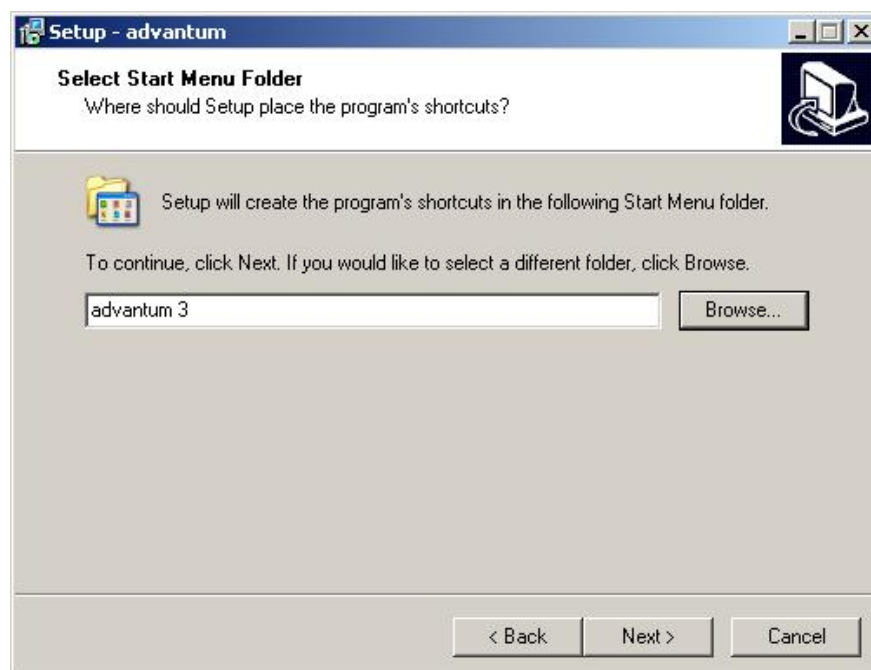 Setup - advantum
Select Start Menu Folder
Where should Setup place the program's shortcuts?
Setup will create the program's shortcuts in the following Start Menu folder.
To continue, click Next. If you would like to select a different folder, click Browse.
advantum 3
Browse...
< Back
Next >
Cancel